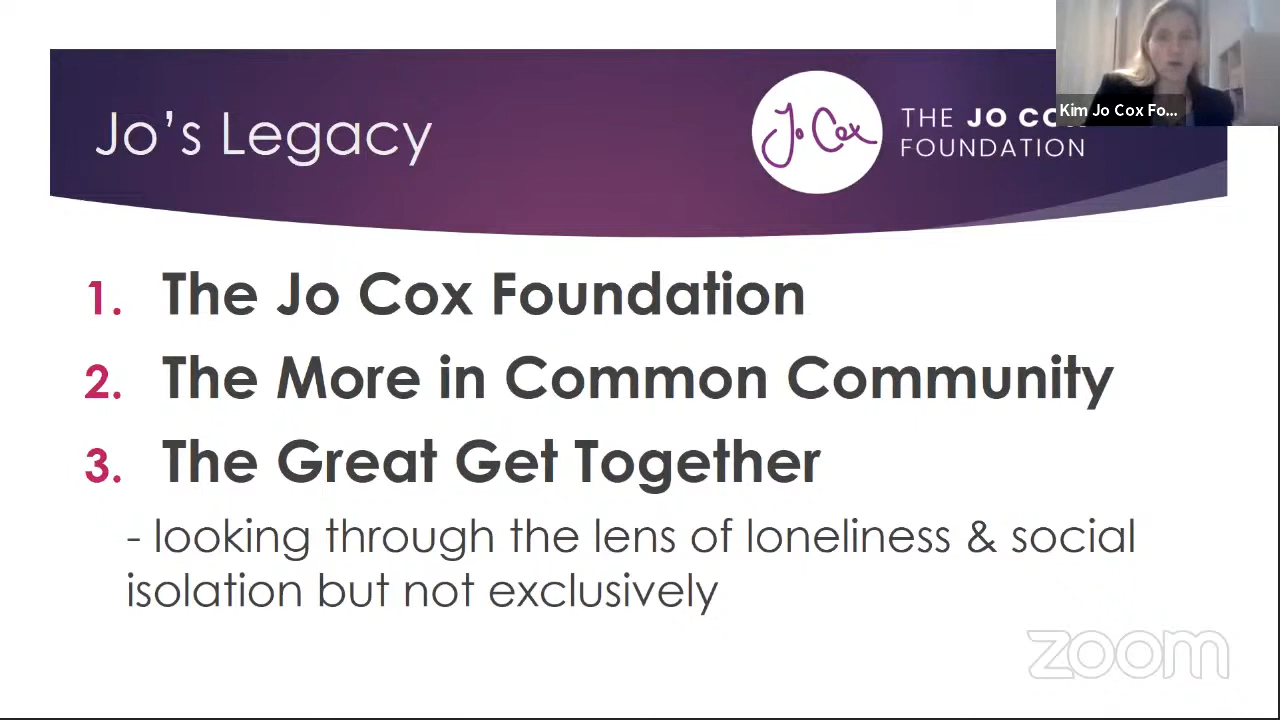 Jo's Legacy
Jo Cox
THE JO COX
FOUNDATION
Kim Jo Cox Fo...
1. The Jo Cox Foundation
2. The More in Common Community
3. The Great Get Together
- looking through the lens of loneliness & social
isolation but not exclusively
zoom